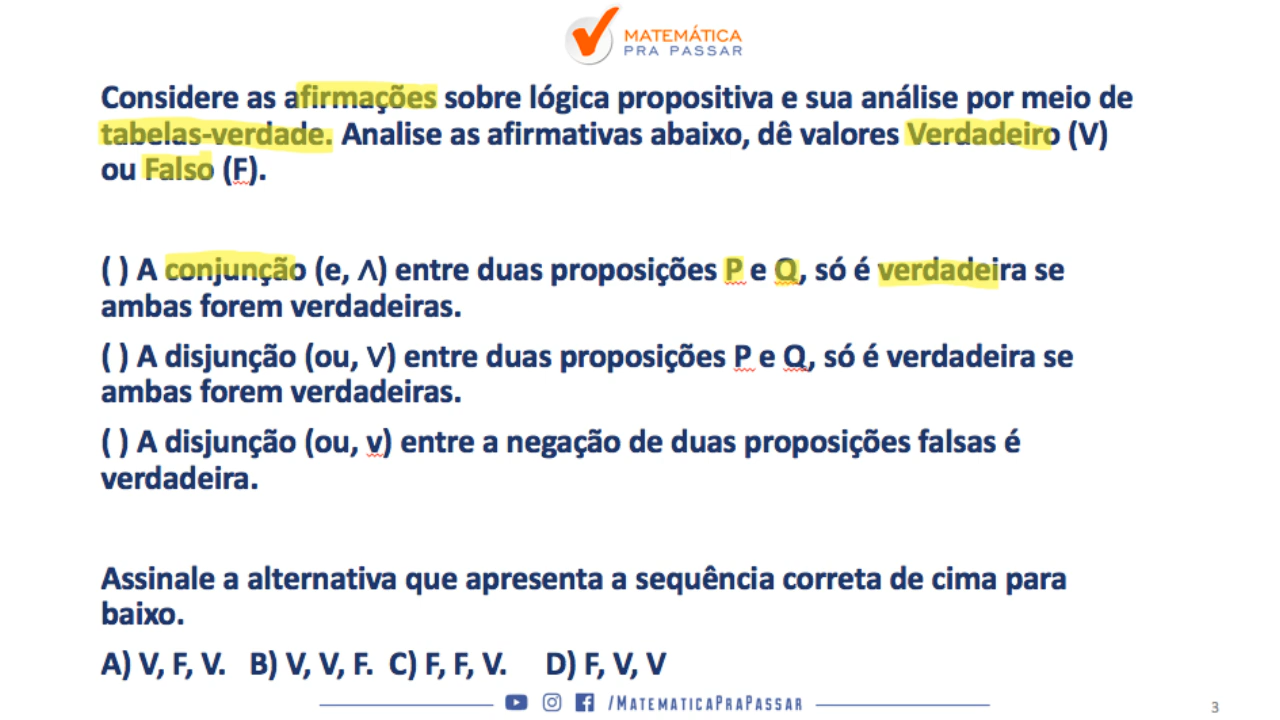 MATEMÁTICA
PRA PASSAR
Considere as afirmações sobre lógica propositiva e sua análise por meio de
tabelas-verdade. Analise as afirmativas abaixo, dê valores Verdadeiro (V)
ou Falso (F).
( ) A conjunção (e, ∧) entre duas proposições P e Q, só é verdadeira se
ambas forem verdadeiras.
( ) A disjunção (ou, ∨) entre duas proposições P e Q, só é verdadeira se
ambas forem verdadeiras.
( ) A disjunção (ou, v) entre a negação de duas proposições falsas é
verdadeira.
Assinale a alternativa que apresenta a sequência correta de cima para
baixo.
A) V, F, V. B) V, V, F. C) F, F, V. D) F, V, V
/MATEMATICAPRAPASSAR
3